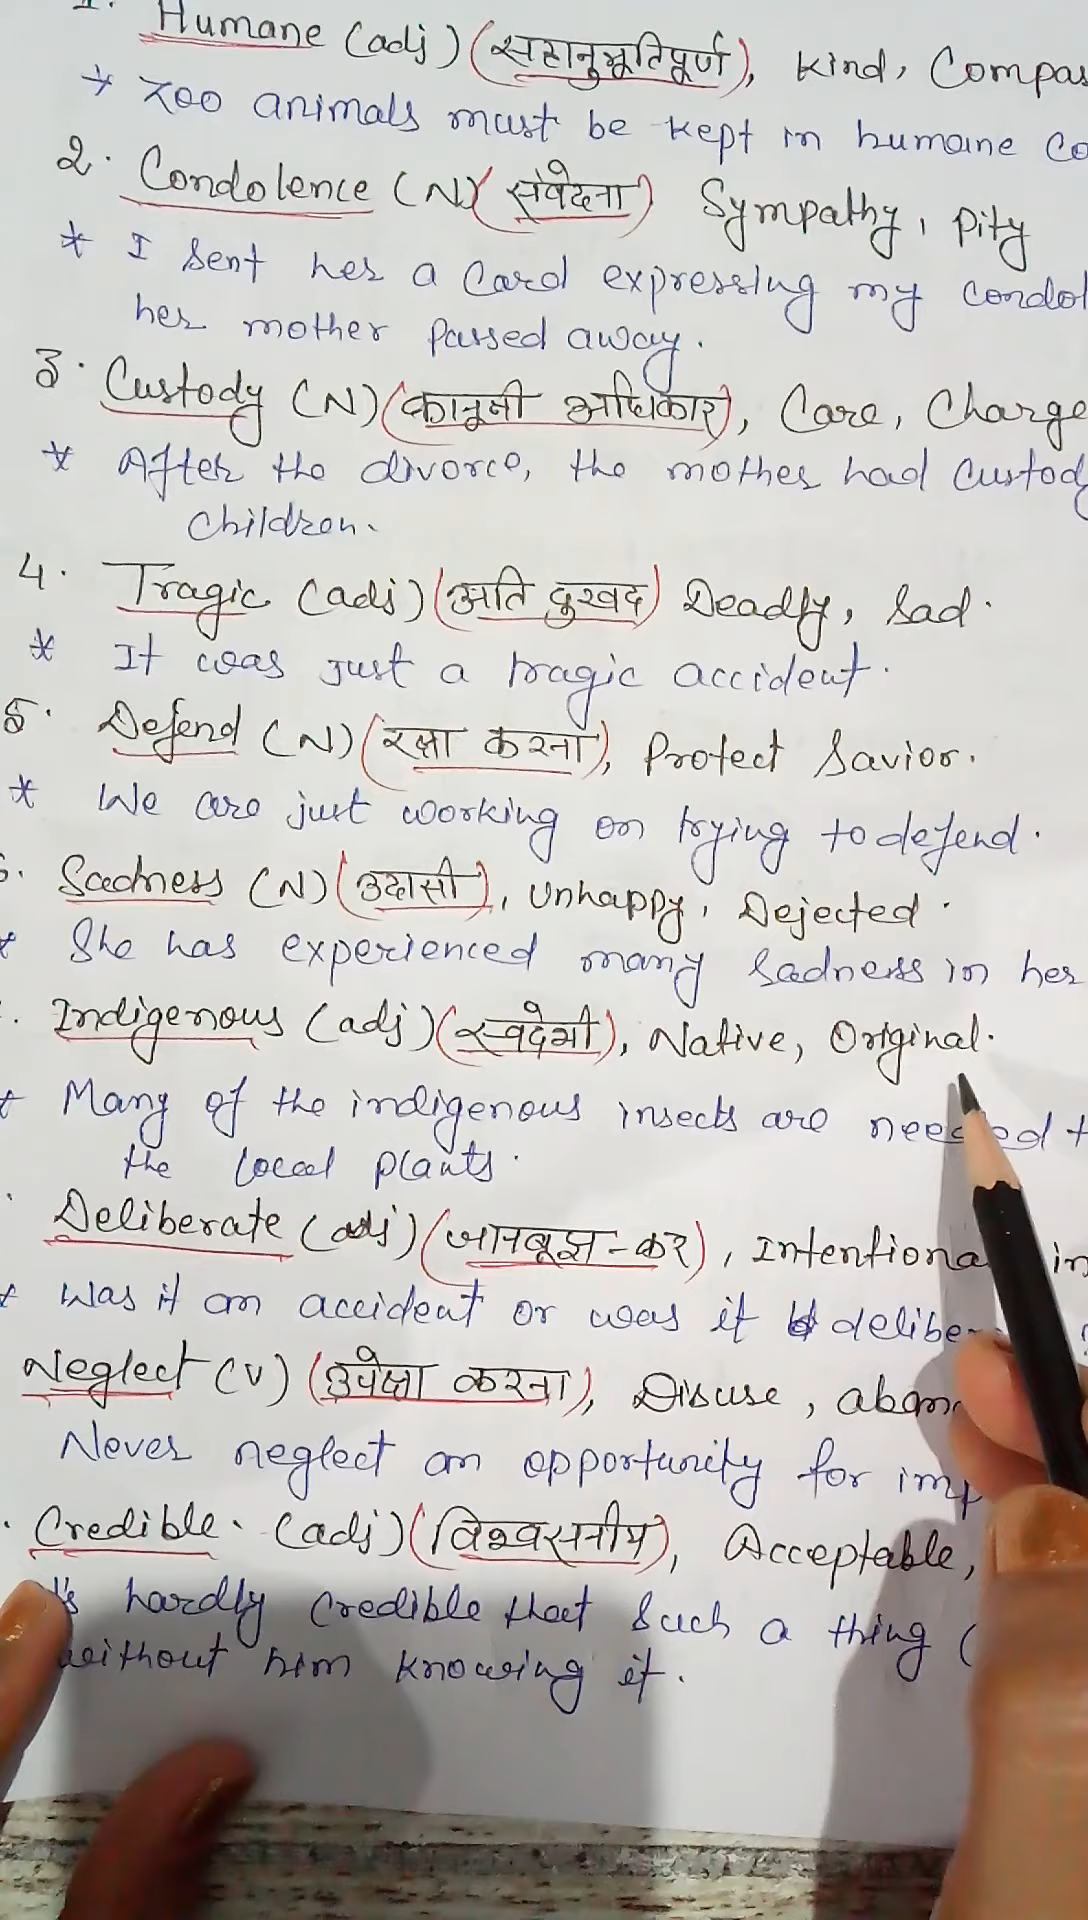 1. Humane (adj) (सहानुभूतिपूर्ण), Kind, Compas
* Zoo animals must be kept in humane co
2. Condolence (N) (संवेदना) Sympathy, Pity
* I sent her a card expressing my condol
her mother passed away.
3. Custody (N) (कानूनी अधिकार), Care, Charge
* After the divorce, the mother had custody
children.
4. Tragic (adj) (अति दुखद) Deadly, Sad.
* It was just a tragic accident.
5. Defend (N) (रक्षा करना), Protect Savior.
* We are just working on trying to defend.
6. Sadness (N) (उदासी), Unhappy, Dejected.
* She has experienced many sadness in her
. Indigenous (adj) (स्वदेशी), Native, Original.
* Many of the indigenous insects are needed t
the local plants.
Deliberate (adj) (जानबूझ-कर), Intentiona in
* Was it an accident or was it deliber
Neglect (V) (उपेक्षा करना), Disuse, aban
Never neglect an opportunity for imp
. Credible. (adj) (विश्वसनीय), Acceptable,
's hardly credible that such a thing c
without him knowing it.